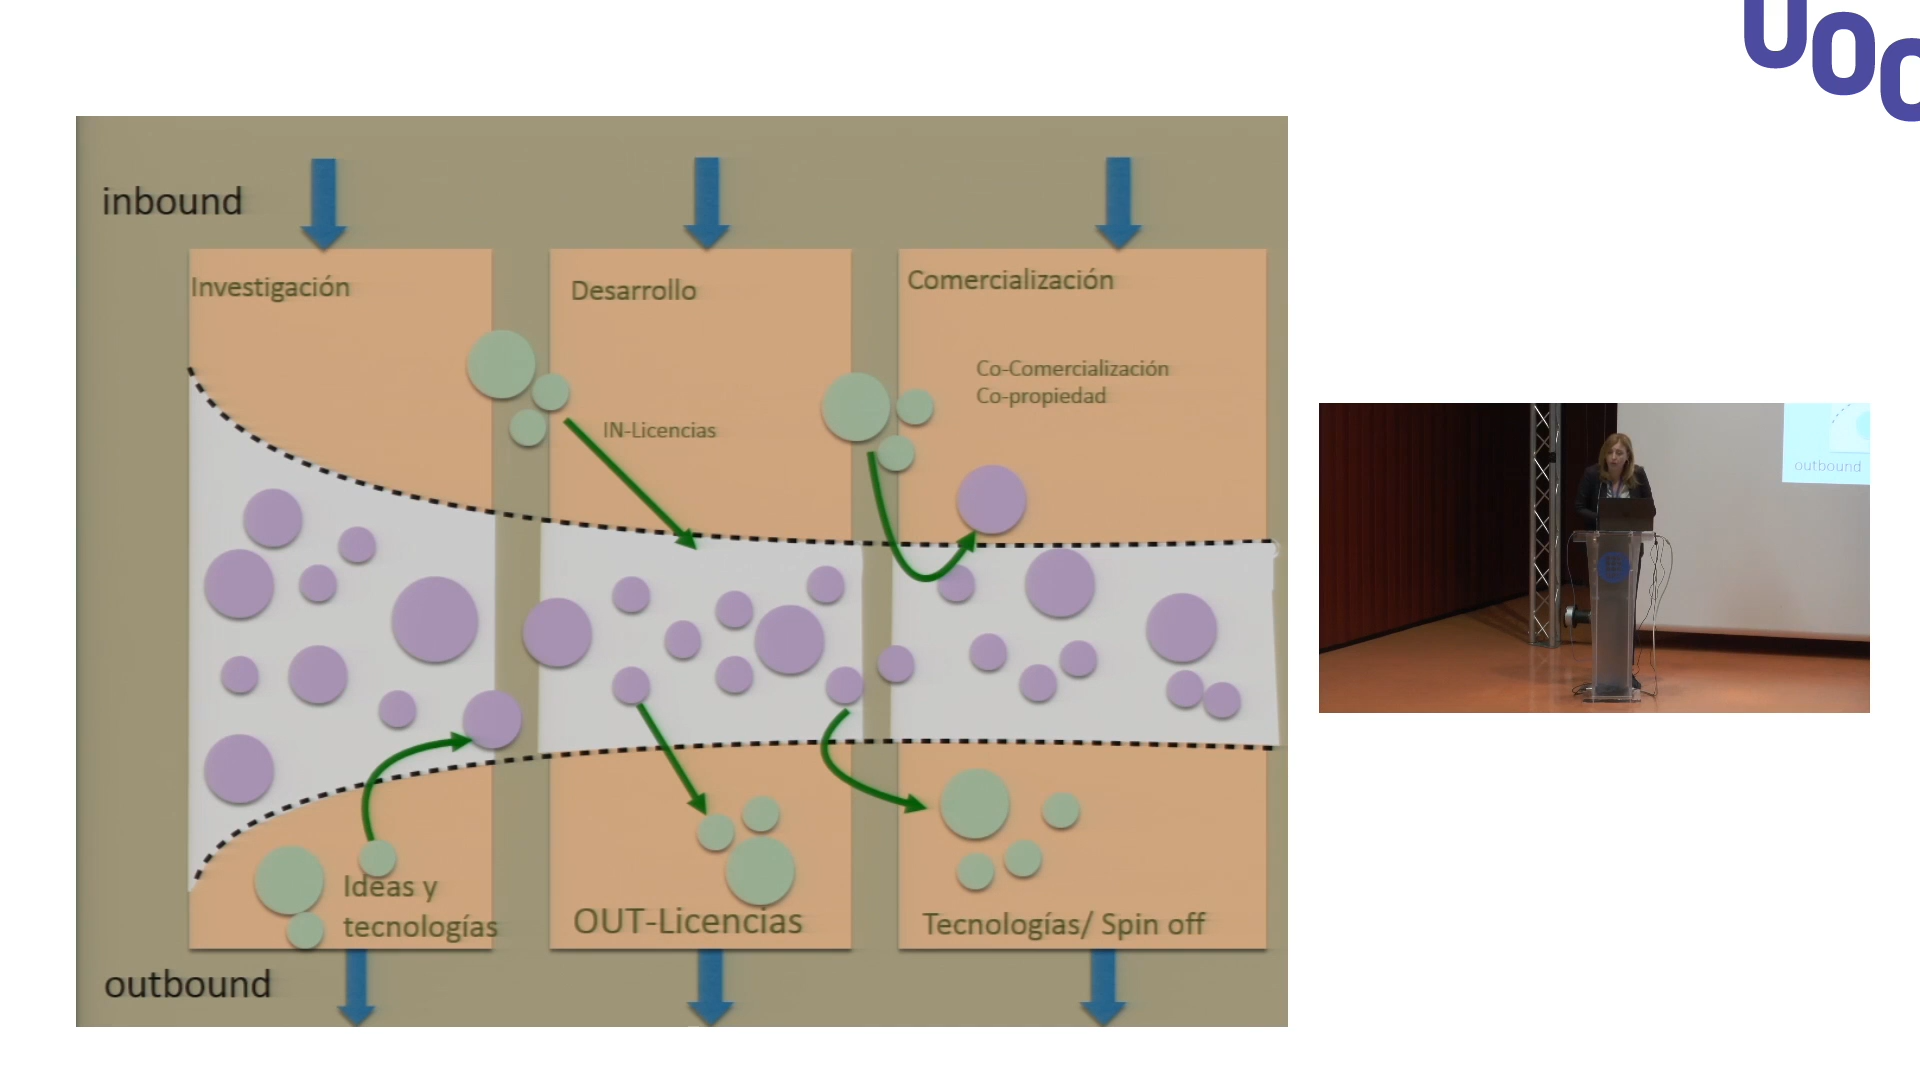 UOC
inbound
Investigación
Desarrollo
Comercialización
Co-Comercialización
Co-propiedad
IN-Licencias
Ideas y
tecnologías
OUT-Licencias
Tecnologías/ Spin off
outbound
outbound